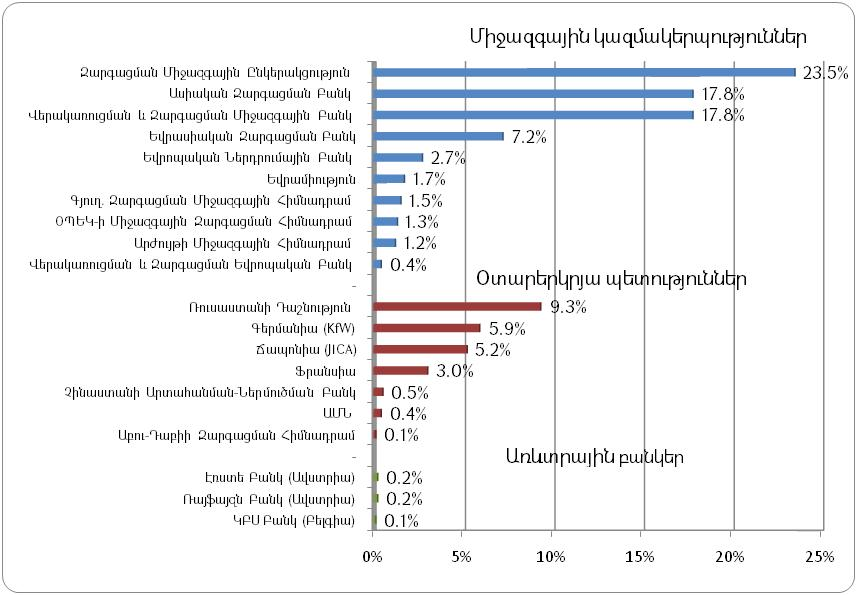 Միջազգային կազմակերպություններ
Զարգացման Միջազգային Ընկերակցություն 23.5%
Ասիական Զարգացման Բանկ 17.8%
Վերակառուցման և Զարգացման Միջազգային Բանկ 17.8%
Եվրասիական Զարգացման Բանկ 7.2%
Եվրոպական Ներդրումային Բանկ 2.7%
Եվրամիություն 1.7%
Գյուղ. Զարգացման Միջազգային Հիմնադրամ 1.5%
ՕՊԵԿ-ի Միջազգային Զարգացման Հիմնադրամ 1.3%
Արժույթի Միջազգային Հիմնադրամ 1.2%
Վերակառուցման և Զարգացման Եվրոպական Բանկ 0.4%
- Օտարերկրյա պետություններ
Ռուսաստանի Դաշնություն 9.3%
Գերմանիա (KfW) 5.9%
Ճապոնիա (JICA) 5.2%
Ֆրանսիա 3.0%
Չինաստանի Արտահանման-Ներմուծման Բանկ 0.5%
ԱՄՆ 0.4%
Աբու-Դաբիի Զարգացման Հիմնադրամ 0.1%
- Առևտրային բանկեր
Էռստե Բանկ (Ավստրիա) 0.2%
Ռայֆայզն Բանկ (Ավստրիա) 0.2%
ԿԲՍ Բանկ (Բելգիա) 0.1%
0% 5% 10% 15% 20% 25%